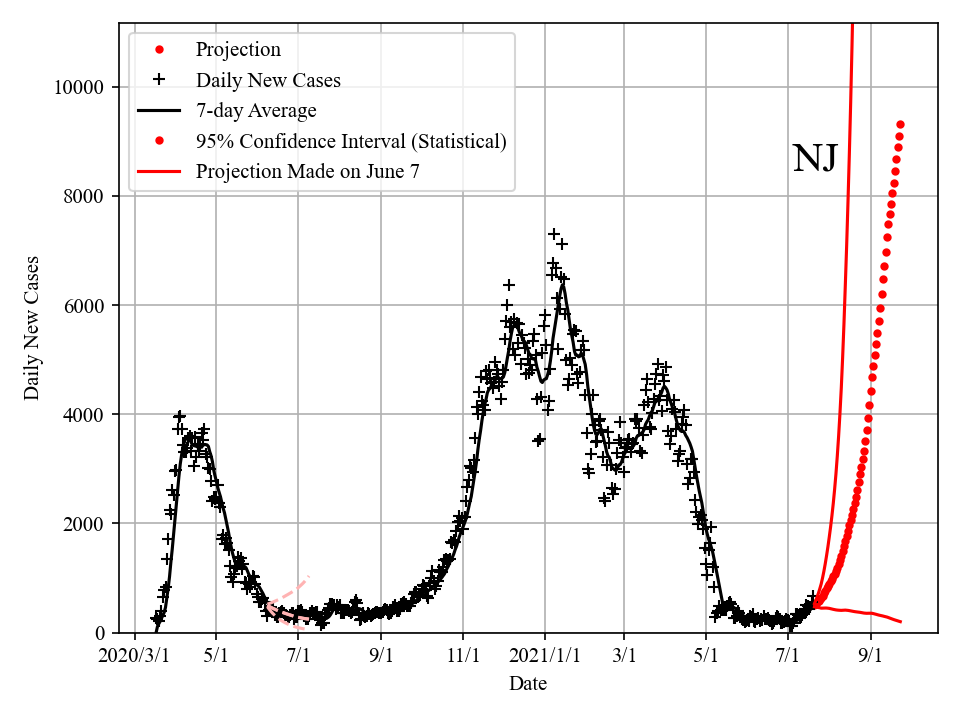 Projection
Daily New Cases
7-day Average
95% Confidence Interval (Statistical)
Projection Made on June 7
NJ
10000
8000
6000
4000
2000
0
Daily New Cases
2020/3/1 5/1 7/1 9/1 11/1 2021/1/1 3/1 5/1 7/1 9/1
Date